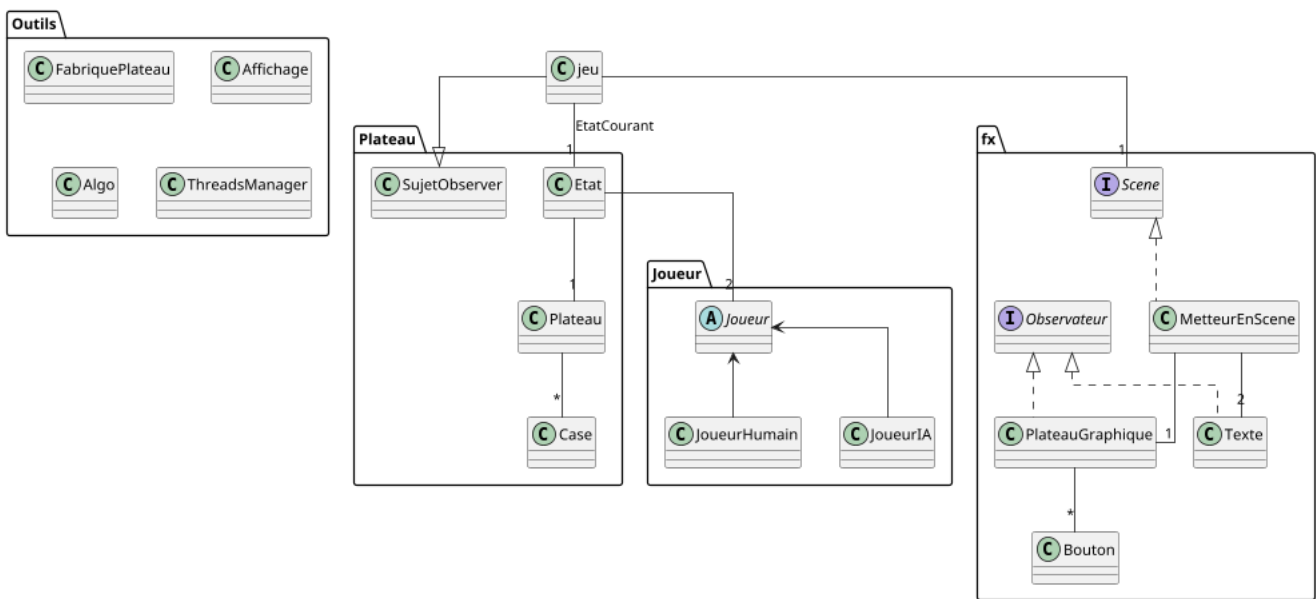 Outils
C FabriquePlateau
C Affichage
C Algo
C ThreadsManager
C jeu
EtatCourant
1
1
Plateau
C SujetObserver
C Etat
1
C Plateau
*
C Case
Joueur
2
A Joueur
C JoueurHumain
C JoueurIA
fx
I Scene
I Observateur
C MetteurEnScene
2
C PlateauGraphique
1
C Texte
*
C Bouton